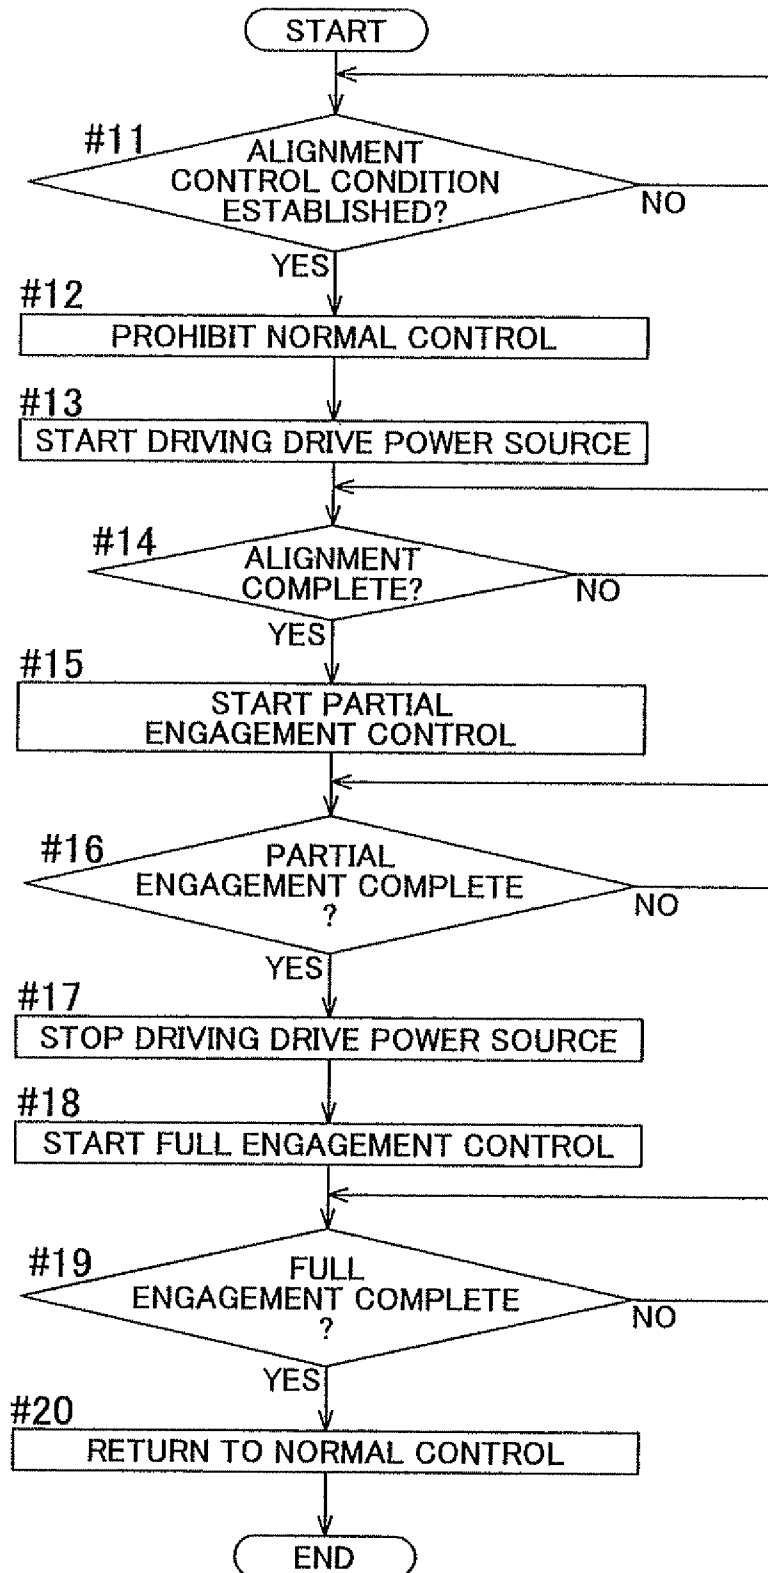 START
#11
ALIGNMENT
CONTROL CONDITION
ESTABLISHED?
NO
YES
#12
PROHIBIT NORMAL CONTROL
#13
START DRIVING DRIVE POWER SOURCE
#14
ALIGNMENT
COMPLETE?
NO
YES
#15
START PARTIAL
ENGAGEMENT CONTROL
#16
PARTIAL
ENGAGEMENT COMPLETE
?
NO
YES
#17
STOP DRIVING DRIVE POWER SOURCE
#18
START FULL ENGAGEMENT CONTROL
#19
FULL
ENGAGEMENT COMPLETE
?
NO
YES
#20
RETURN TO NORMAL CONTROL
END